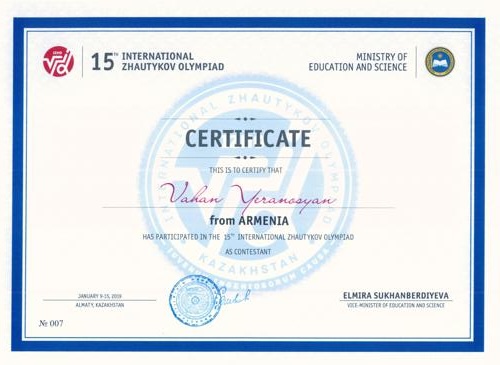 15TH INTERNATIONAL
ZHAUTYKOV OLYMPIAD
MINISTRY OF
EDUCATION AND SCIENCE
INTERNATIONAL ZHAUTYKOV OLYMPIAD
KAZAKHSTAN
CERTIFICATE
THIS IS TO CERTIFY THAT
Vahan Yeranosyan
from ARMENIA
HAS PARTICIPATED IN THE 15TH INTERNATIONAL ZHAUTYKOV OLYMPIAD
AS CONTESTANT
JANUARY 9-15, 2019
ALMATY, KAZAKHSTAN
ELMIRA SUKHANBERDIYEVA
VICE-MINISTER OF EDUCATION AND SCIENCE
№ 007